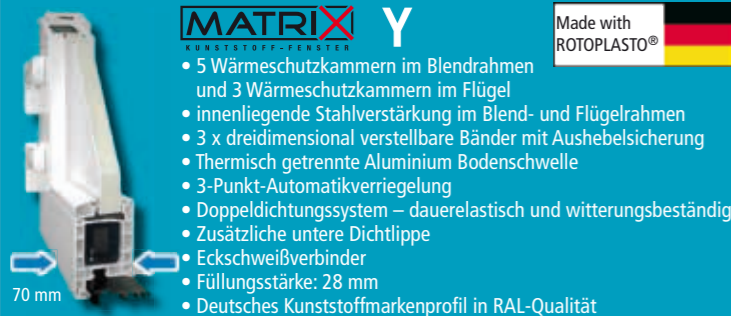 MATRIX Y
KUNSTSTOFF-FENSTER
Made with
ROTOPLASTO®
• 5 Wärmeschutzkammern im Blendrahmen
und 3 Wärmeschutzkammern im Flügel
• innenliegende Stahlverstärkung im Blend- und Flügelrahmen
• 3 x dreidimensional verstellbare Bänder mit Aushebelsicherung
• Thermisch getrennte Aluminium Bodenschwelle
• 3-Punkt-Automatikverriegelung
• Doppeldichtungssystem – dauerelastisch und witterungsbeständig
• Zusätzliche untere Dichtlippe
• Eckschweißverbinder
• Füllungsstärke: 28 mm
• Deutsches Kunststoffmarkenprofil in RAL-Qualität
70 mm